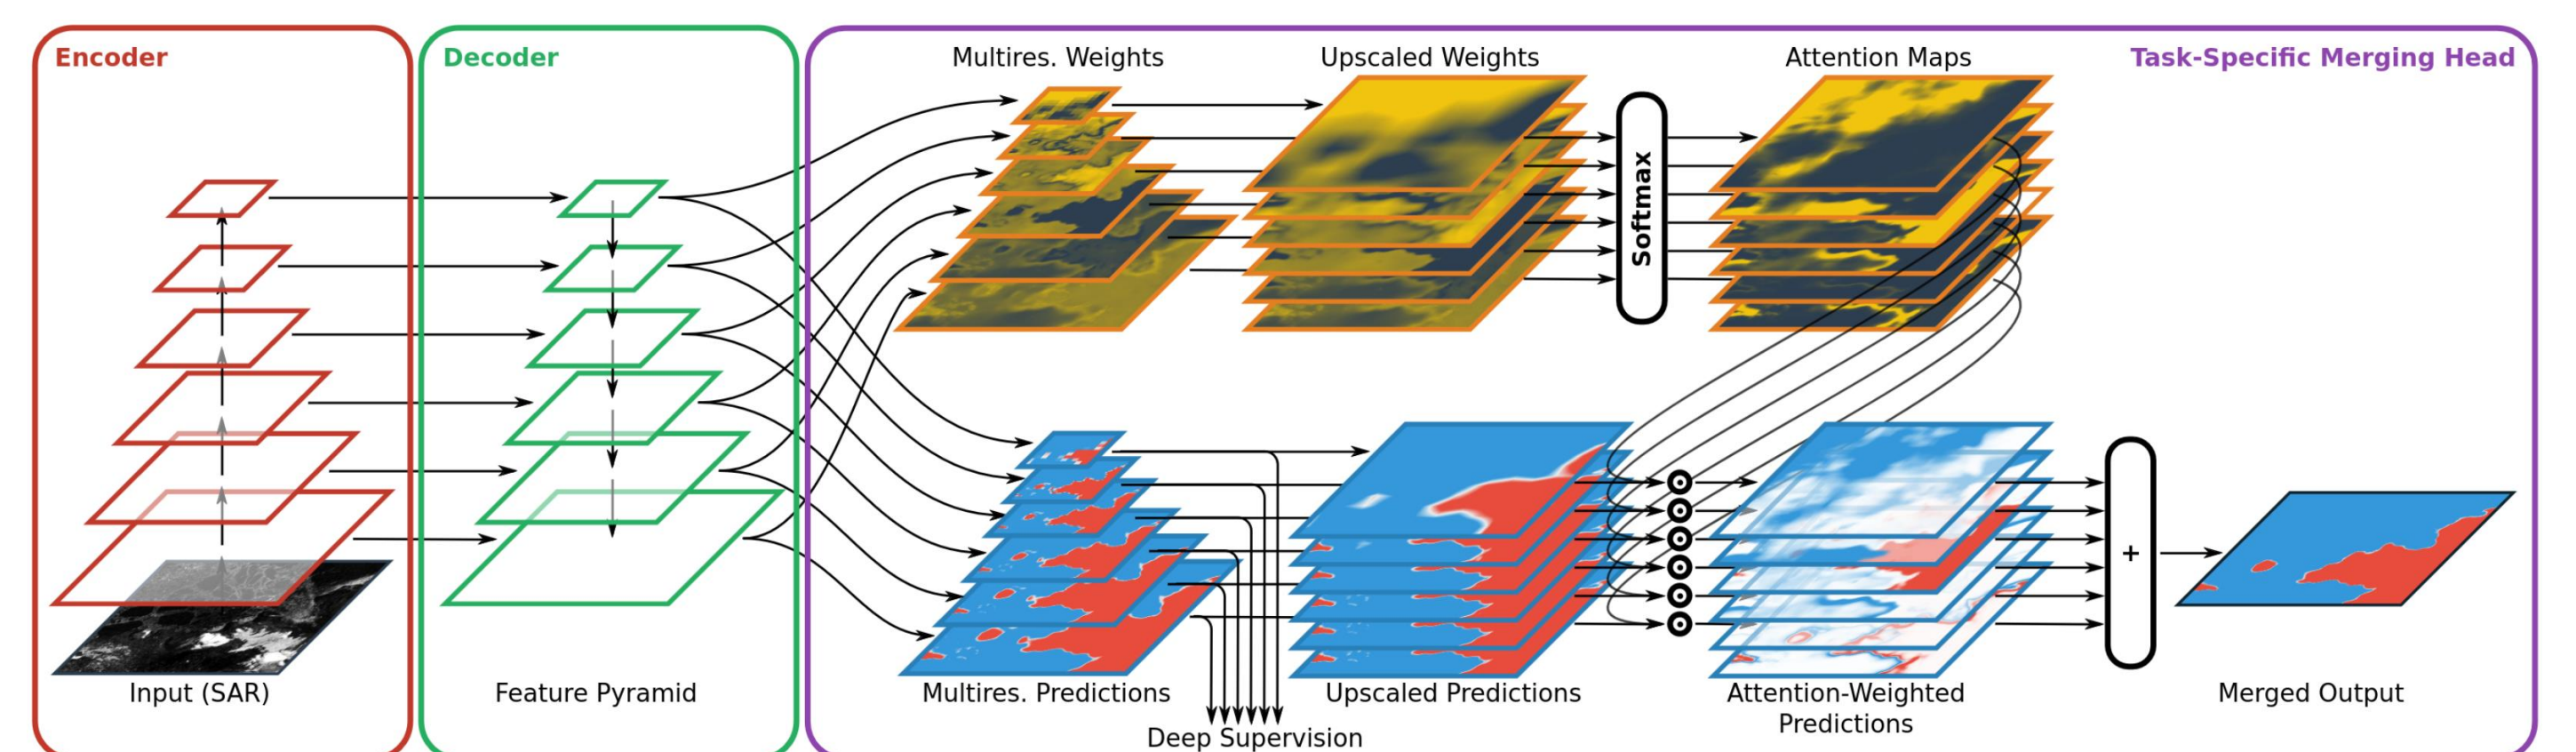 Encoder
Decoder
Multires. Weights
Upscaled Weights
Attention Maps
Task-Specific Merging Head
Softmax
+
Input (SAR)
Feature Pyramid
Multires. Predictions
Upscaled Predictions
Attention-Weighted
Predictions
Merged Output
Deep Supervision